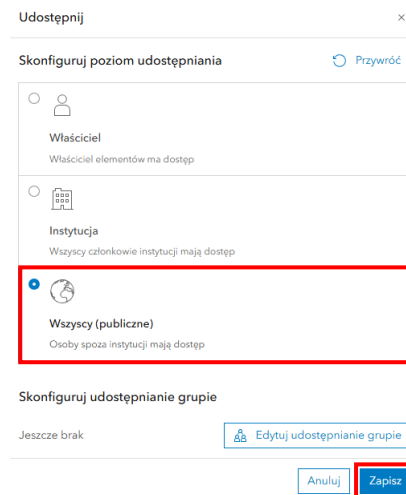 Udostępnij ×
Skonfiguruj poziom udostępniania
Przywróć
Właściciel
Właściciel elementów ma dostęp
Instytucja
Wszyscy członkowie instytucji mają dostęp
Wszyscy (publiczne)
Osoby spoza instytucji mają dostęp
Skonfiguruj udostępnianie grupie
Jeszcze brak
Edytuj udostępnianie grupie
Anuluj
Zapisz